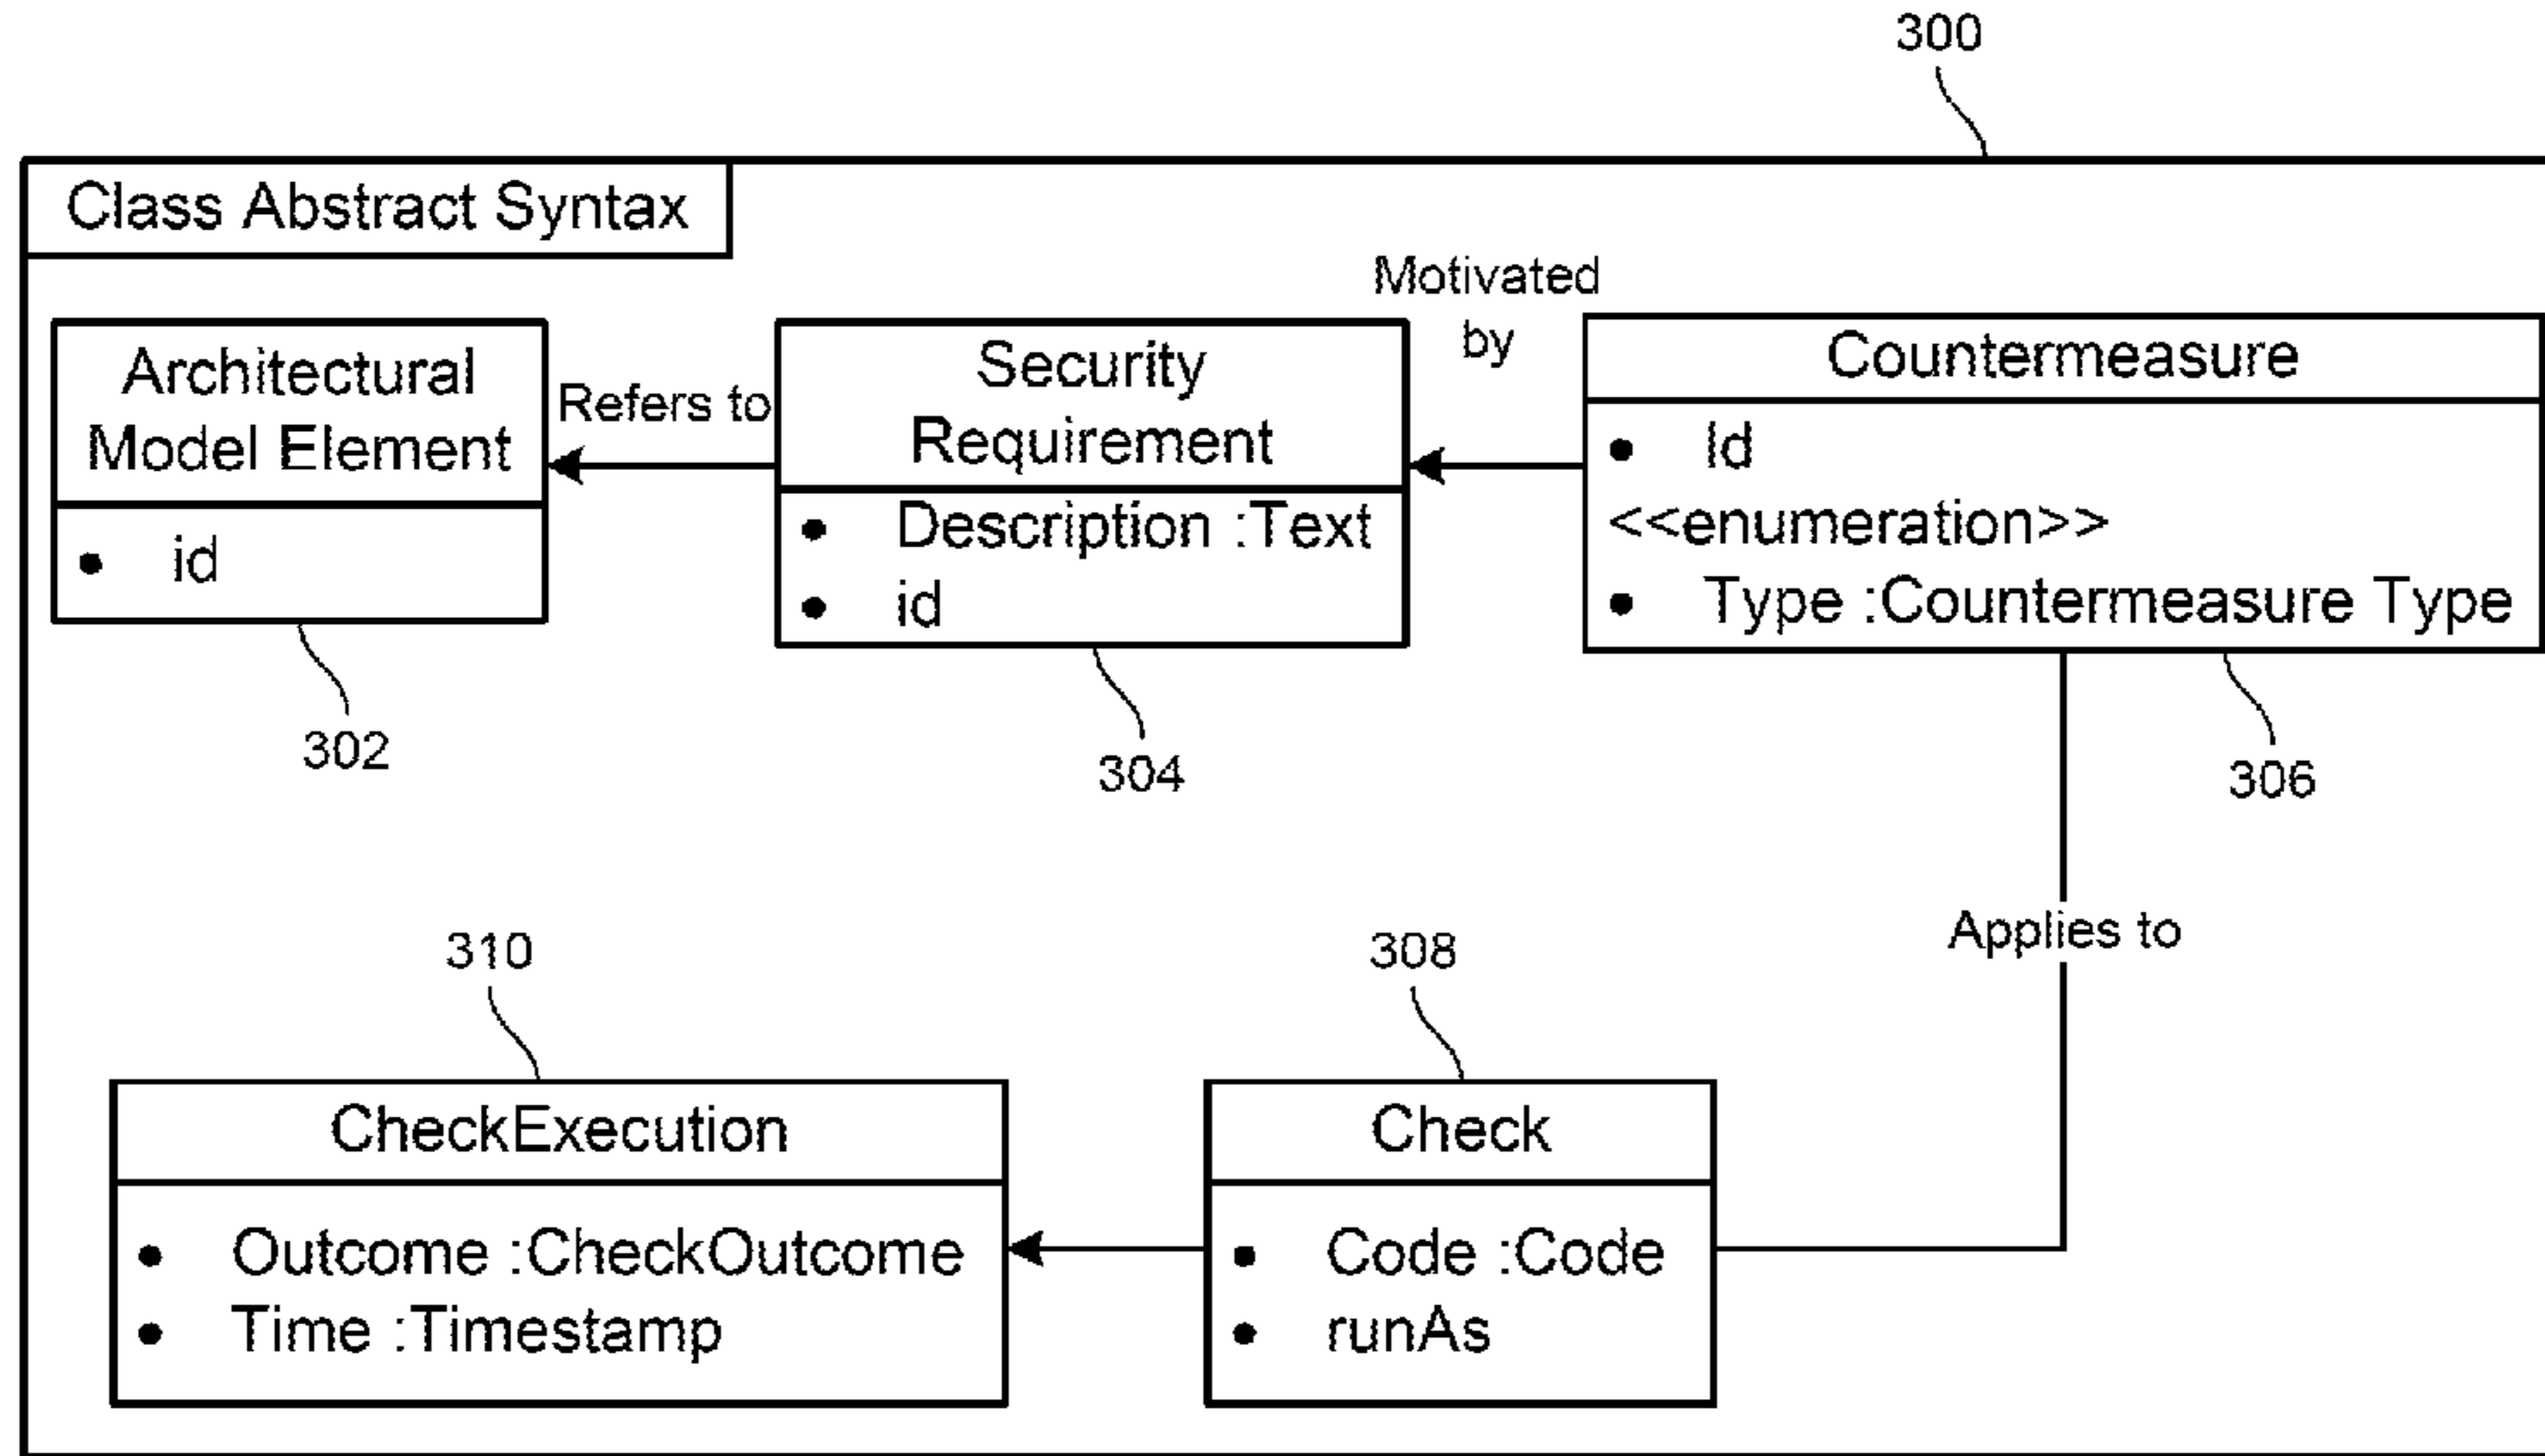 300
Class Abstract Syntax
Architectural
Model Element
• id
302
Refers to
Security
Requirement
• Description :Text
• id
304
Motivated
by
Countermeasure
• Id
<<enumeration>>
• Type :Countermeasure Type
306
Applies to
310
CheckExecution
• Outcome :CheckOutcome
• Time :Timestamp
308
Check
• Code :Code
• runAs